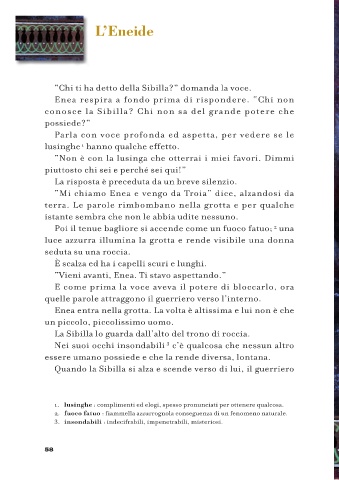 L'Eneide
"Chi ti ha detto della Sibilla?" domanda la voce.
Enea respira a fondo prima di rispondere. "Chi non
conosce la Sibilla? Chi non sa del grande potere che
possiede?"
Parla con voce profonda ed aspetta, per vedere se le
lusinghe¹ hanno qualche effetto.
"Non è con la lusinga che otterrai i miei favori. Dimmi
piuttosto chi sei e perché sei qui!"
La risposta è preceduta da un breve silenzio.
"Mi chiamo Enea e vengo da Troia" dice, alzandosi da
terra. Le parole rimbombano nella grotta e per qualche
istante sembra che non le abbia udite nessuno.
Poi il tenue bagliore si accende come un fuoco fatuo;² una
luce azzurra illumina la grotta e rende visibile una donna
seduta su una roccia.
È scalza ed ha i capelli scuri e lunghi.
"Vieni avanti, Enea. Ti stavo aspettando."
E come prima la voce aveva il potere di bloccarlo, ora
quelle parole attraggono il guerriero verso l'interno.
Enea entra nella grotta. La volta è altissima e lui non è che
un piccolo, piccolissimo uomo.
La Sibilla lo guarda dall'alto del trono di roccia.
Nei suoi occhi insondabili³ c'è qualcosa che nessun altro
essere umano possiede e che la rende diversa, lontana.
Quando la Sibilla si alza e scende verso di lui, il guerriero
1. lusinghe : complimenti ed elogi, spesso pronunciati per ottenere qualcosa.
2. fuoco fatuo : fiammella azzurrognola conseguenza di un fenomeno naturale.
3. insondabili : indecifrabili, impenetrabili, misteriosi.
58